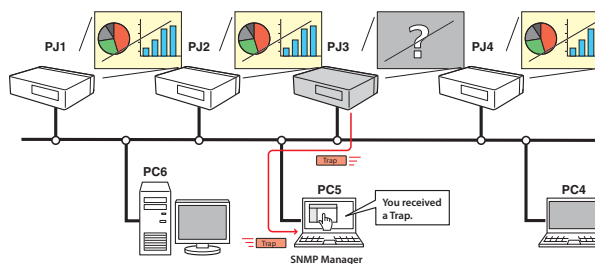 PJ1
PJ2
PJ3
PJ4
?
Trap
PC6
PC5
PC4
You received
a Trap.
Trap
SNMP Manager